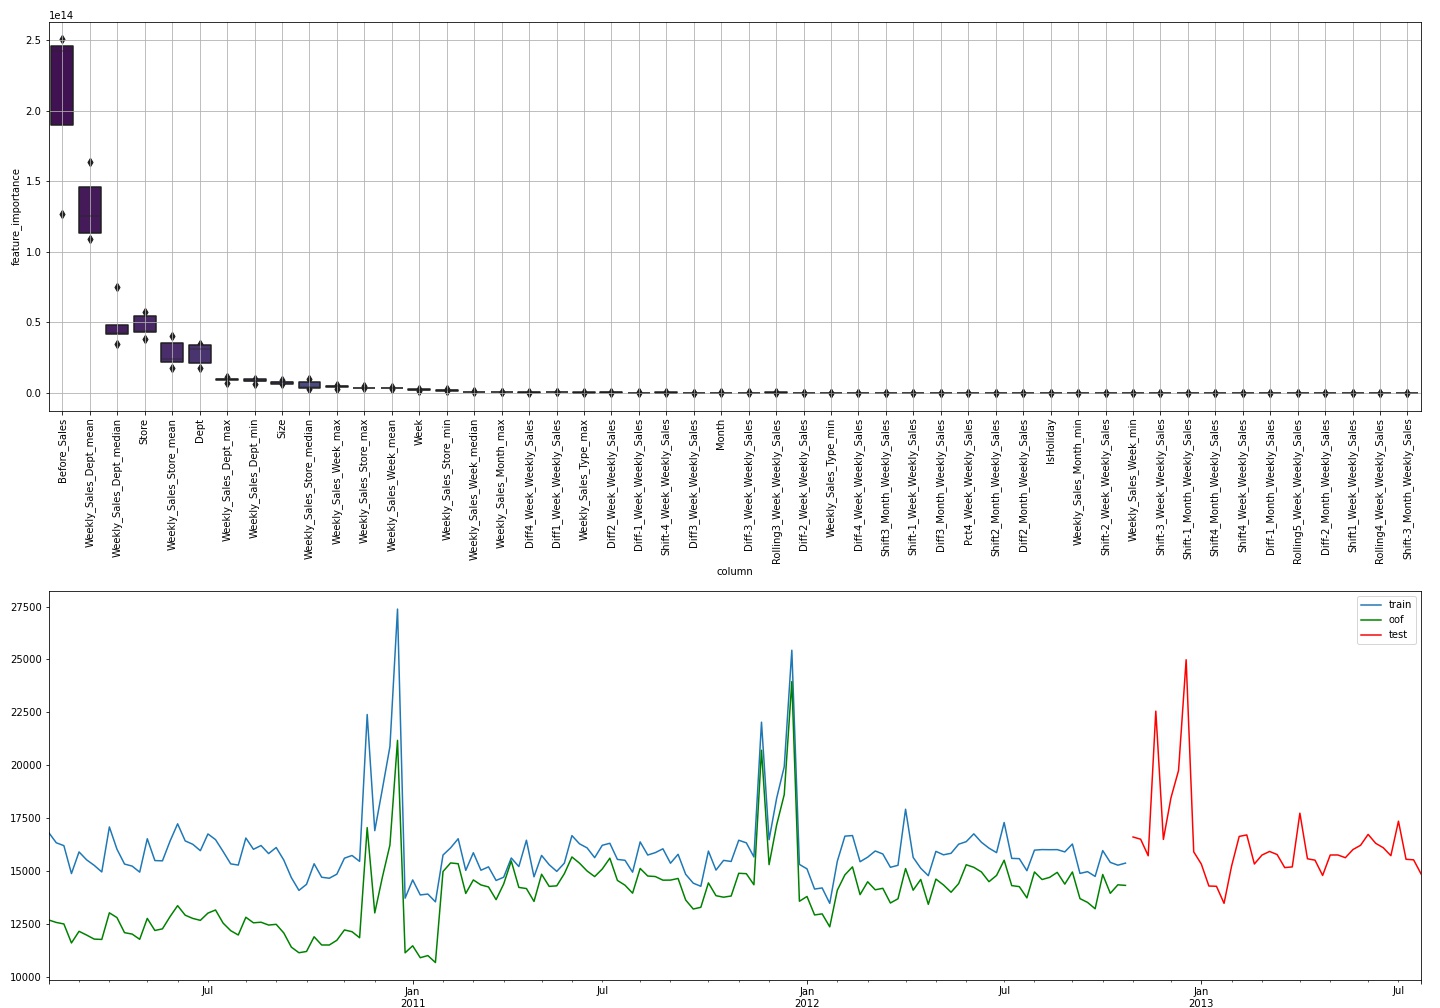 1e14
2.5
2.0
1.5
1.0
0.5
0.0
feature_importance
Before_Sales
Weekly_Sales_Dept_mean
Weekly_Sales_Dept_median
Store
Weekly_Sales_Store_mean
Dept
Weekly_Sales_Dept_max
Weekly_Sales_Dept_min
Size
Weekly_Sales_Store_median
Weekly_Sales_Week_max
Weekly_Sales_Store_max
Weekly_Sales_Week_mean
Week
Weekly_Sales_Store_min
Weekly_Sales_Week_median
Weekly_Sales_Month_max
Diff4_Week_Weekly_Sales
Diff1_Week_Weekly_Sales
Weekly_Sales_Type_max
Diff2_Week_Weekly_Sales
Diff-1_Week_Weekly_Sales
Shift-4_Week_Weekly_Sales
Diff3_Week_Weekly_Sales
Month
Diff-3_Week_Weekly_Sales
Rolling3_Week_Weekly_Sales
Diff-2_Week_Weekly_Sales
Weekly_Sales_Type_min
Diff-4_Week_Weekly_Sales
Shift3_Month_Weekly_Sales
Shift-1_Week_Weekly_Sales
Diff3_Month_Weekly_Sales
Pct4_Week_Weekly_Sales
Shift2_Month_Weekly_Sales
Diff2_Month_Weekly_Sales
IsHoliday
Weekly_Sales_Month_min
Shift-2_Week_Weekly_Sales
Weekly_Sales_Week_min
Shift-3_Week_Weekly_Sales
Shift-1_Month_Weekly_Sales
Shift4_Month_Weekly_Sales
Shift4_Week_Weekly_Sales
Diff-1_Month_Weekly_Sales
Rolling5_Week_Weekly_Sales
Diff-2_Month_Weekly_Sales
Shift1_Week_Weekly_Sales
Rolling4_Week_Weekly_Sales
Shift-3_Month_Weekly_Sales
column
27500
25000
22500
20000
17500
15000
12500
10000
train
oof
test
Jul
Jan
2011
Jul
Jan
2012
Jul
Jan
2013
Jul